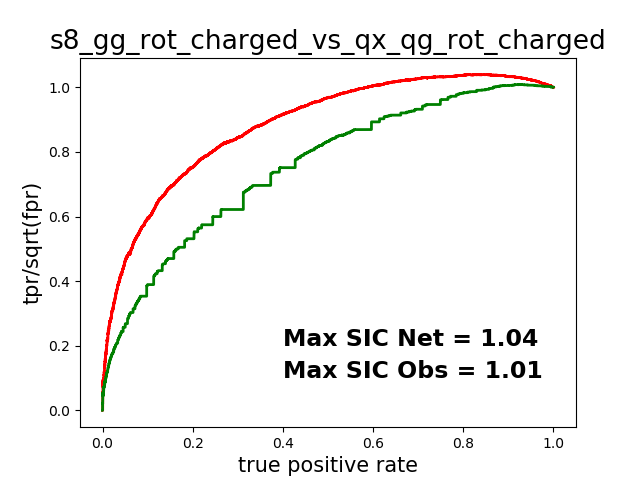 s8_gg_rot_charged_vs_qx_qg_rot_charged
tpr/sqrt(fpr)
1.0
0.8
0.6
0.4
0.2
0.0
Max SIC Net = 1.04
Max SIC Obs = 1.01
0.0 0.2 0.4 0.6 0.8 1.0
true positive rate